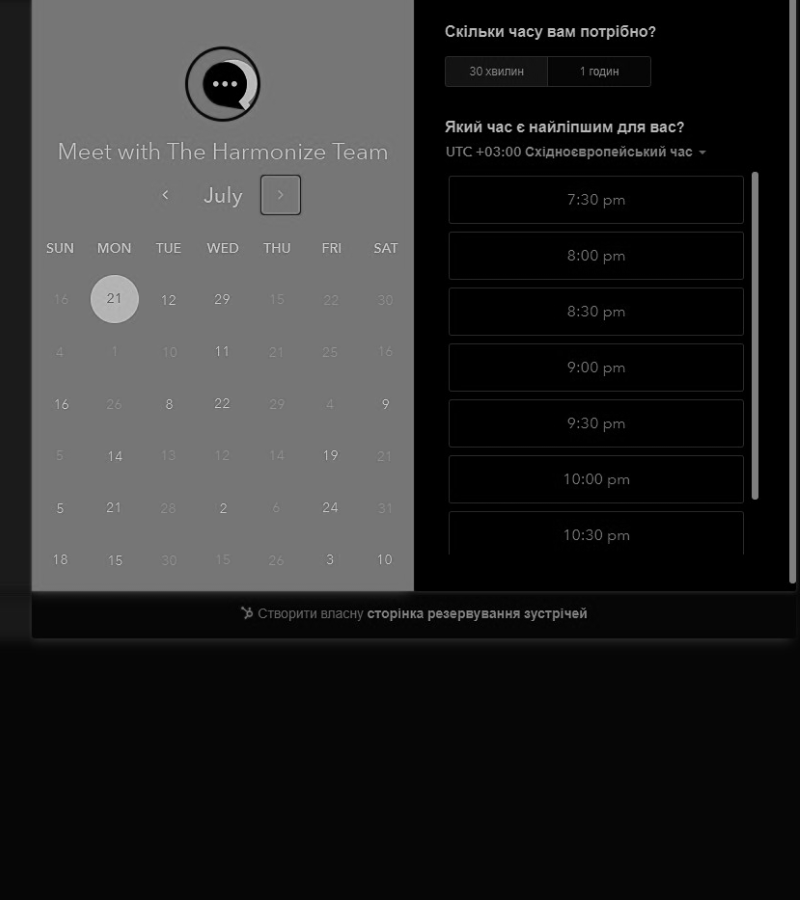 Meet with The Harmonize Team
July
SUN MON TUE WED THU FRI SAT
16 21 12 29 15 22 30
4 1 10 11 21 25 16
16 26 8 22 29 4 9
5 14 13 12 14 19 21
5 21 28 2 6 24 31
18 15 30 15 26 3 10
Скільки часу вам потрібно?
30 хвилин 1 годин
Який час є найліпшим для вас?
UTC +03:00 Східноєвропейський час
7:30 pm
8:00 pm
8:30 pm
9:00 pm
9:30 pm
10:00 pm
10:30 pm
Створити власну сторінка резервування зустрічей